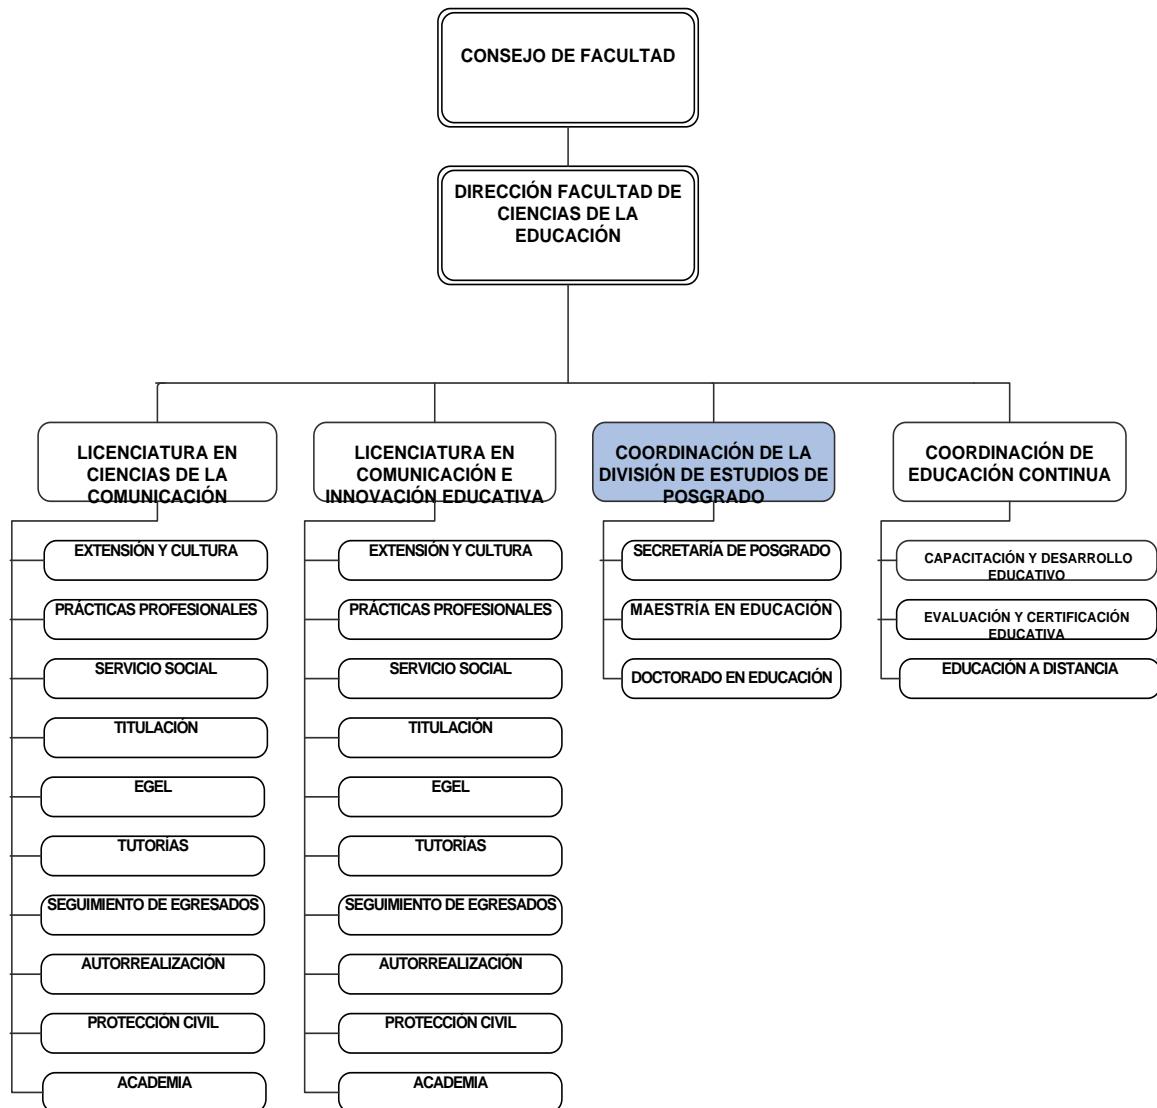 CONSEJO DE FACULTAD
DIRECCIÓN FACULTAD DE
CIENCIAS DE LA
EDUCACIÓN
LICENCIATURA EN
CIENCIAS DE LA
COMUNICACIÓN
EXTENSIÓN Y CULTURA
PRÁCTICAS PROFESIONALES
SERVICIO SOCIAL
TITULACIÓN
EGEL
TUTORÍAS
SEGUIMIENTO DE EGRESADOS
AUTORREALIZACIÓN
PROTECCIÓN CIVIL
ACADEMIA
LICENCIATURA EN
COMUNICACIÓN E
INNOVACIÓN EDUCATIVA
EXTENSIÓN Y CULTURA
PRÁCTICAS PROFESIONALES
SERVICIO SOCIAL
TITULACIÓN
EGEL
TUTORÍAS
SEGUIMIENTO DE EGRESADOS
AUTORREALIZACIÓN
PROTECCIÓN CIVIL
ACADEMIA
COORDINACIÓN DE LA
DIVISIÓN DE ESTUDIOS DE
POSGRADO
SECRETARÍA DE POSGRADO
MAESTRÍA EN EDUCACIÓN
DOCTORADO EN EDUCACIÓN
COORDINACIÓN DE
EDUCACIÓN CONTINUA
CAPACITACIÓN Y DESARROLLO
EDUCATIVO
EVALUACIÓN Y CERTIFICACIÓN
EDUCATIVA
EDUCACIÓN A DISTANCIA